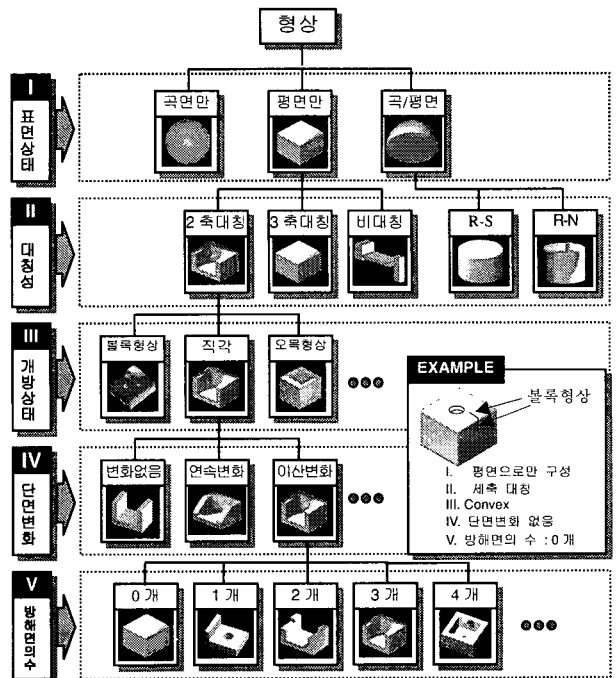 형상
I
표면상태
곡면만
평면만
곡/평면
II
대칭성
2 축대칭
3 축대칭
비대칭
R-S
R-N
III
개방상태
볼록형상
직각
오목형상
EXAMPLE
볼록형상
I. 평면으로만 구성
II. 세축 대칭
III. Convex
IV. 단면변화 없음
V. 방해면의 수 : 0 개
IV
단면변화
변화없음
연속변화
이산변화
V
방해면의수
0 개
1 개
2 개
3 개
4 개